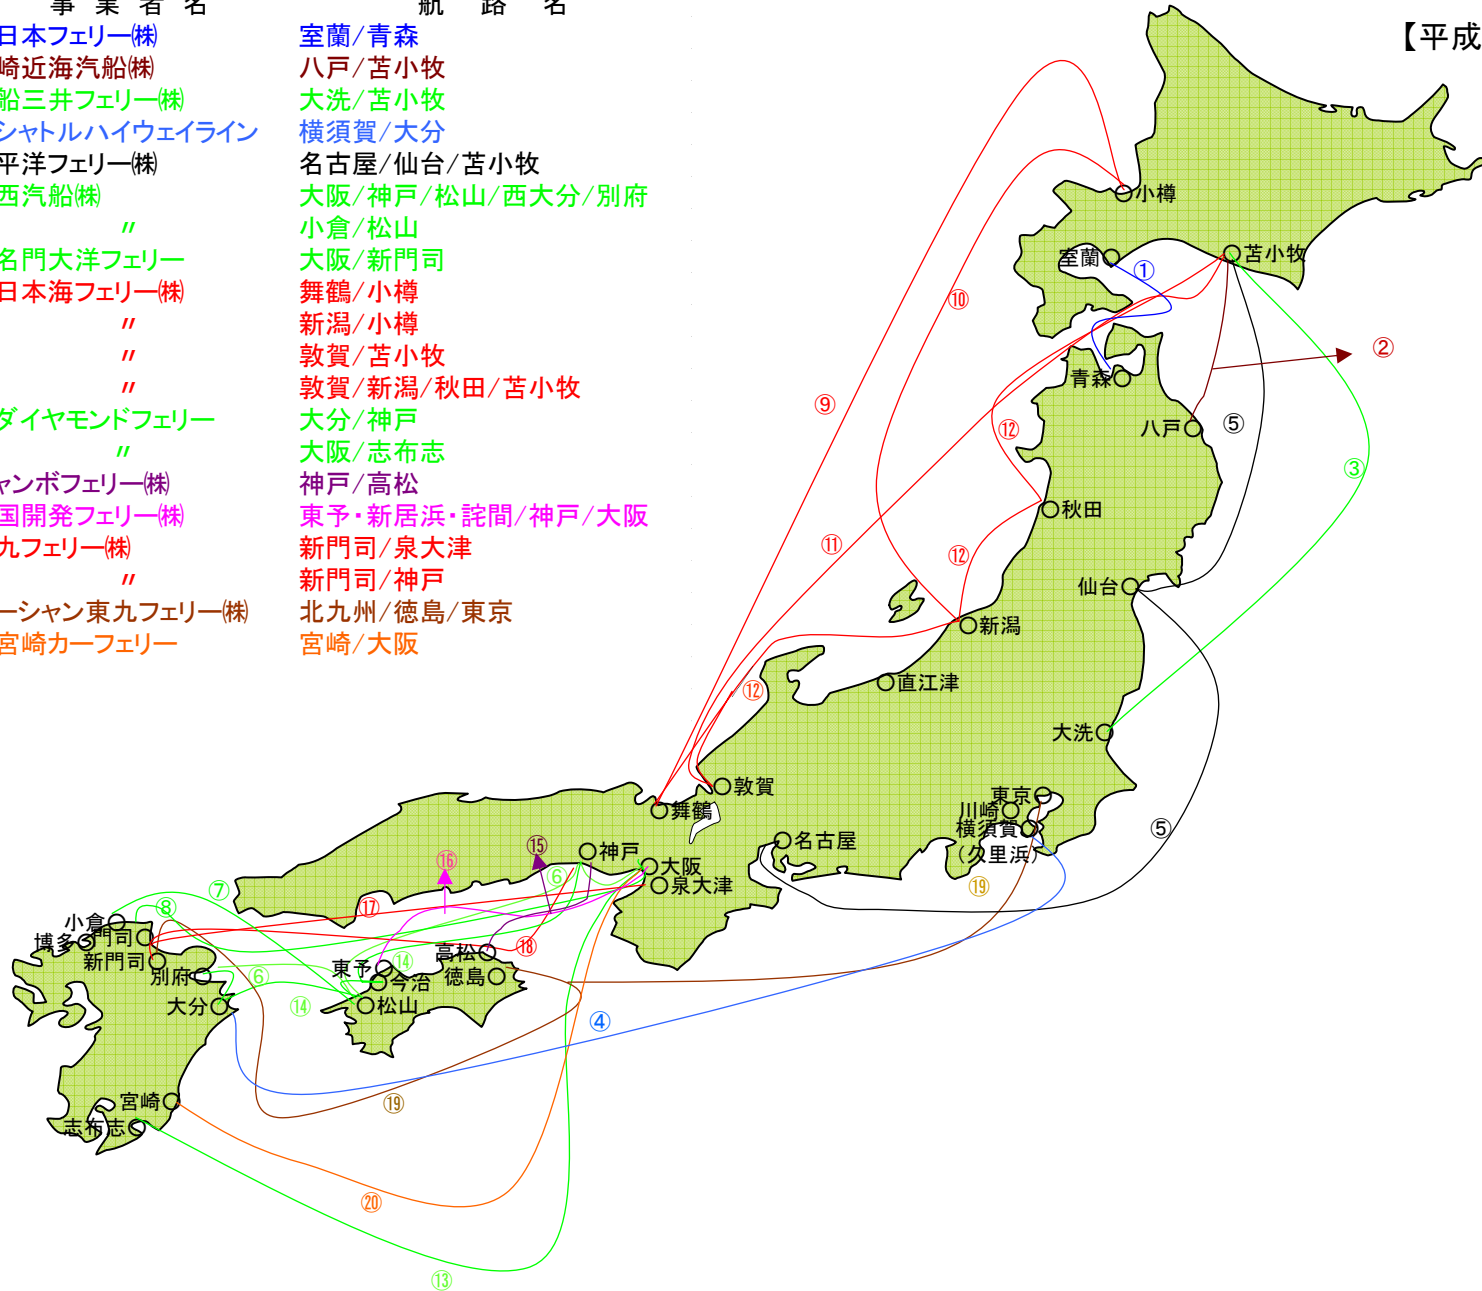 事 業 者 名 航 路 名
【平成
日本フェリー㈱ 室蘭/青森
崎近海汽船㈱ 八戸/苫小牧
船三井フェリー㈱ 大洗/苫小牧
シャトルハイウェイライン 横須賀/大分
平洋フェリー㈱ 名古屋/仙台/苫小牧
西汽船㈱ 大阪/神戸/松山/西大分/別府
〃 小倉/松山
名門大洋フェリー 大阪/新門司
日本海フェリー㈱ 舞鶴/小樽
〃 新潟/小樽
〃 敦賀/苫小牧
〃 敦賀/新潟/秋田/苫小牧
ダイヤモンドフェリー 大分/神戸
〃 大阪/志布志
ャンボフェリー㈱ 神戸/高松
国開発フェリー㈱ 東予・新居浜・詫間/神戸/大阪
九フェリー㈱ 新門司/泉大津
〃 新門司/神戸
ーシャン東九フェリー㈱ 北九州/徳島/東京
宮崎カーフェリー 宮崎/大阪
小樽
室蘭
苫小牧
①
⑩
②
青森
⑨
⑫
⑤
八戸
③
秋田
⑪
⑫
仙台
新潟
直江津
⑫
大洗
敦賀
東京
舞鶴
川崎
横須賀
(久里浜)
⑤
名古屋
⑮
神戸
⑯
大阪
⑥
泉大津
⑲
⑦
⑧
⑰
小倉
門司
博多
⑱
高松
新門司
⑭
東予
別府
⑥
今治
徳島
大分
⑭
松山
④
宮崎
⑲
志布志
⑳
⑬